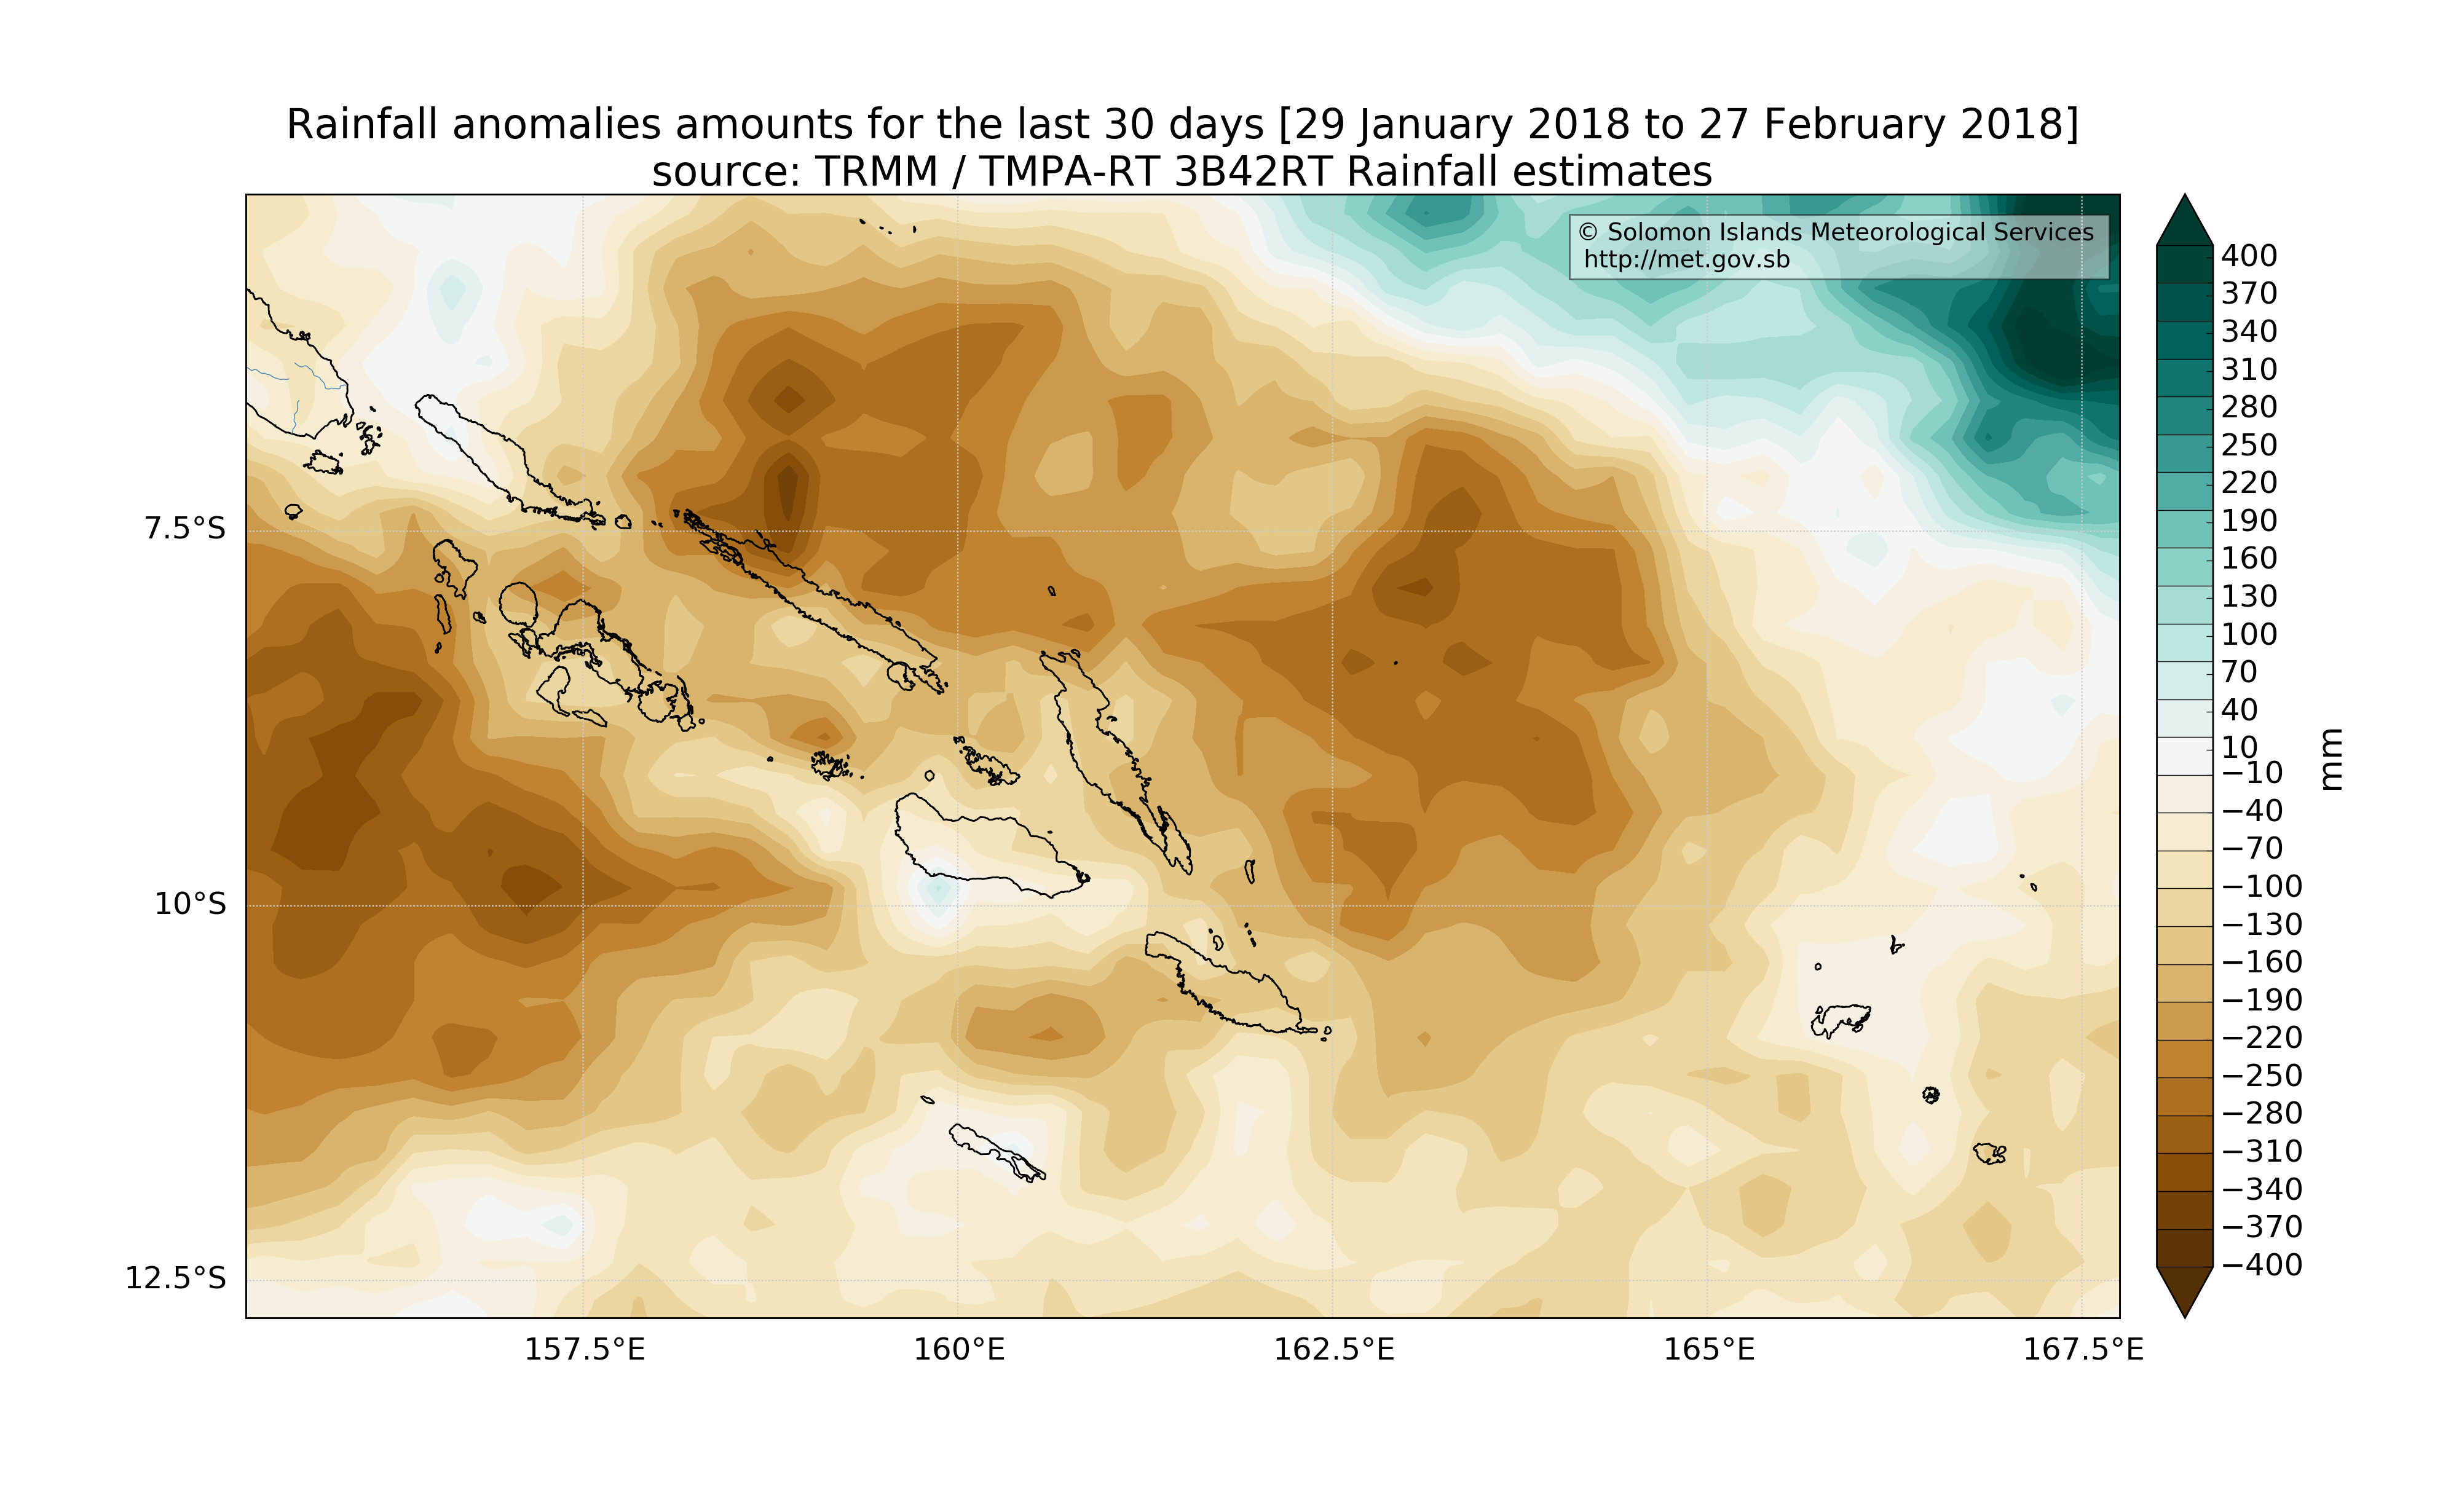 Rainfall anomalies amounts for the last 30 days [29 January 2018 to 27 February 2018]
source: TRMM / TMPA-RT 3B42RT Rainfall estimates
© Solomon Islands Meteorological Services
http://met.gov.sb
7.5°S
10°S
12.5°S
157.5°E
160°E
162.5°E
165°E
167.5°E
400
370
340
310
280
250
220
190
160
130
100
70
40
10
−10
−40
−70
−100
−130
−160
−190
−220
−250
−280
−310
−340
−370
−400
mm